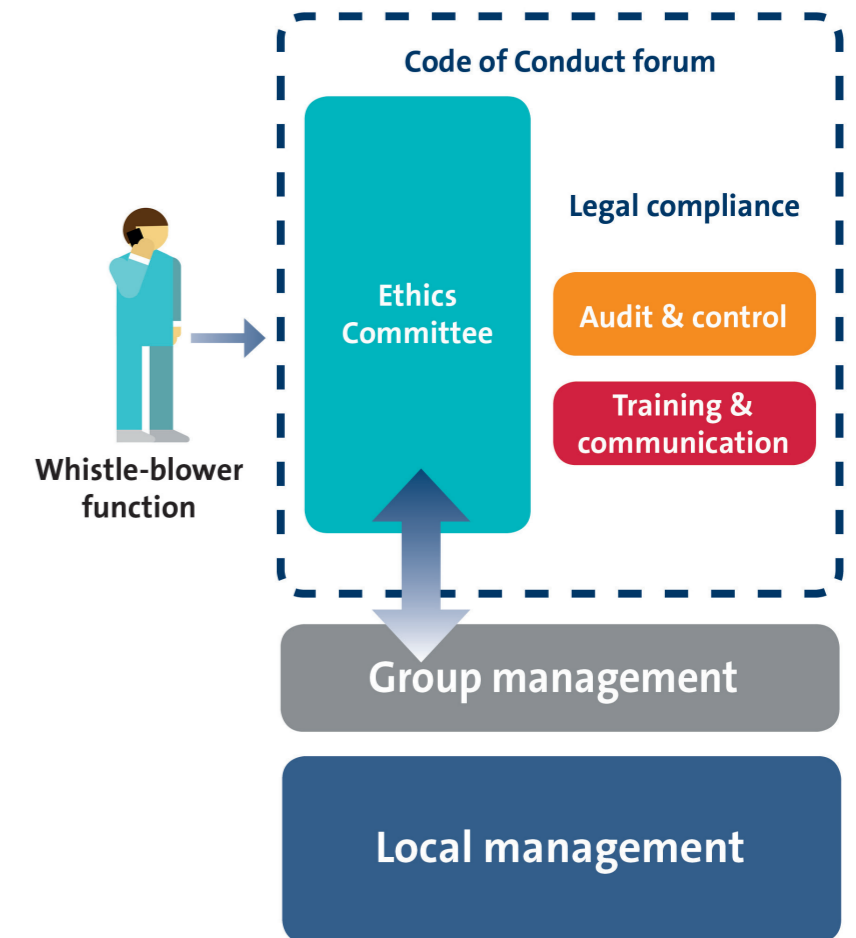 Code of Conduct forum
Ethics
Committee
Legal compliance
Audit & control
Training &
communication
Whistle-blower
function
Group management
Local management